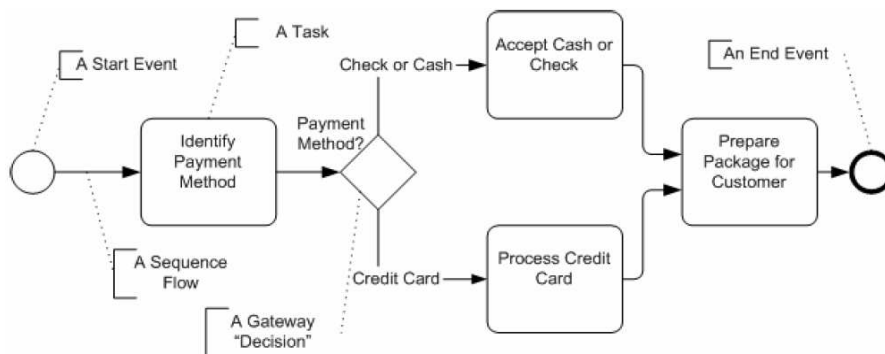 A Start Event
A Task
An End Event
Check or Cash
Accept Cash or
Check
Payment
Method?
Identify
Payment
Method
Prepare
Package for
Customer
A Sequence
Flow
Credit Card
Process Credit
Card
A Gateway
“Decision”